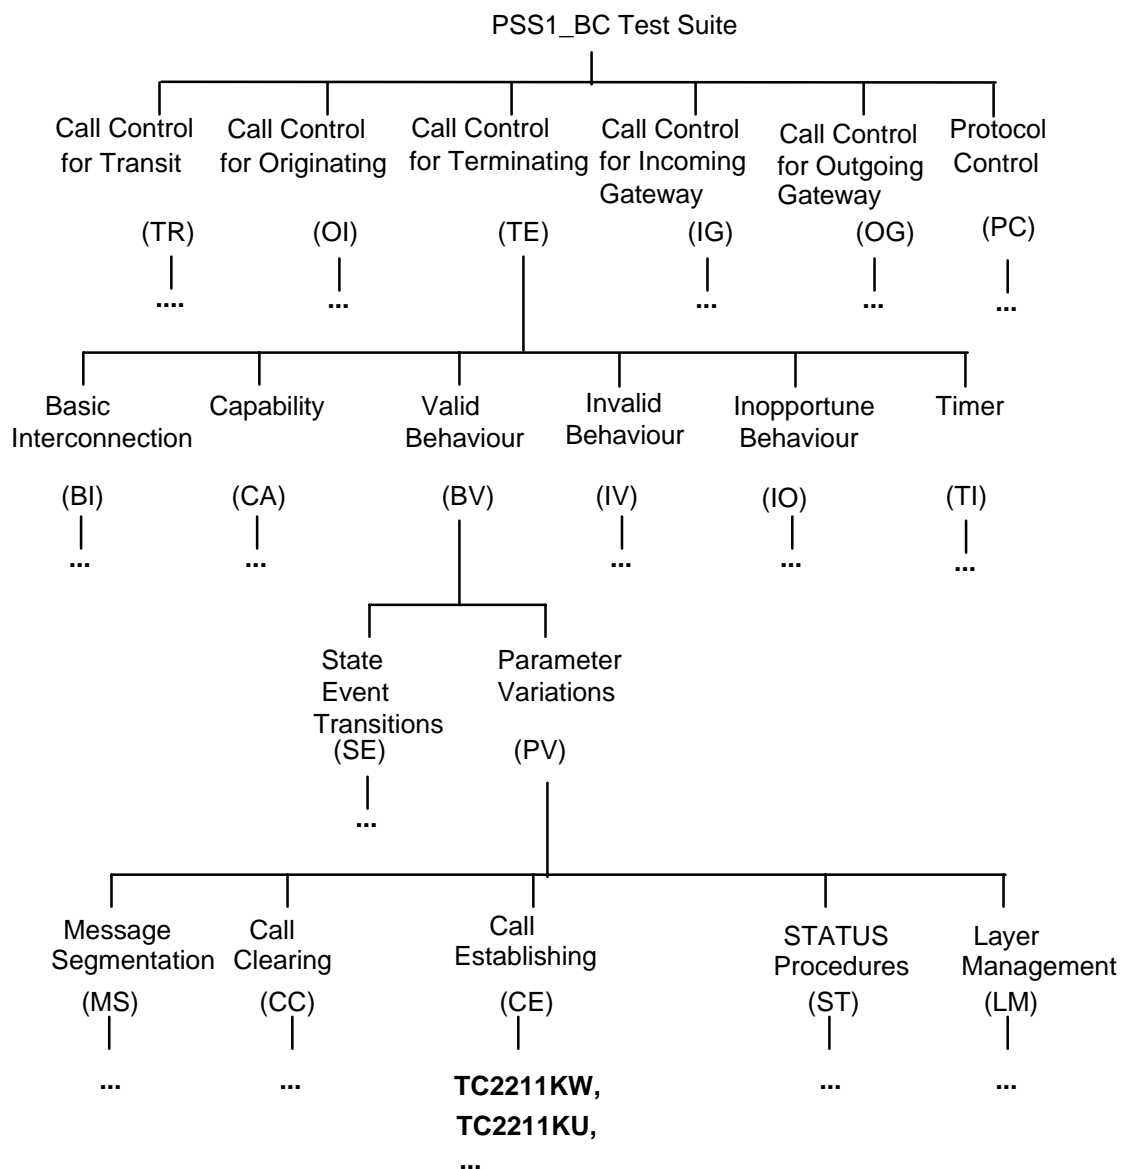 PSS1_BC Test Suite
Call Control
for Transit
Call Control
for Originating
Call Control
for Terminating
Call Control
for Incoming
Gateway
Call Control
for Outgoing
Gateway
Protocol
Control
(TR)
(OI)
(TE)
(IG)
(OG)
(PC)
....
...
...
...
...
Basic
Interconnection
Capability
Valid
Behaviour
Invalid
Behaviour
Inopportune
Behaviour
Timer
(BI)
(CA)
(BV)
(IV)
(IO)
(TI)
...
...
...
...
...
State
Event
Transitions
(SE)
Parameter
Variations
(PV)
...
Message
Segmentation
(MS)
Call
Clearing
(CC)
Call
Establishing
(CE)
STATUS
Procedures
(ST)
Layer
Management
(LM)
...
...
TC2211KW,
TC2211KU,
...
...
...